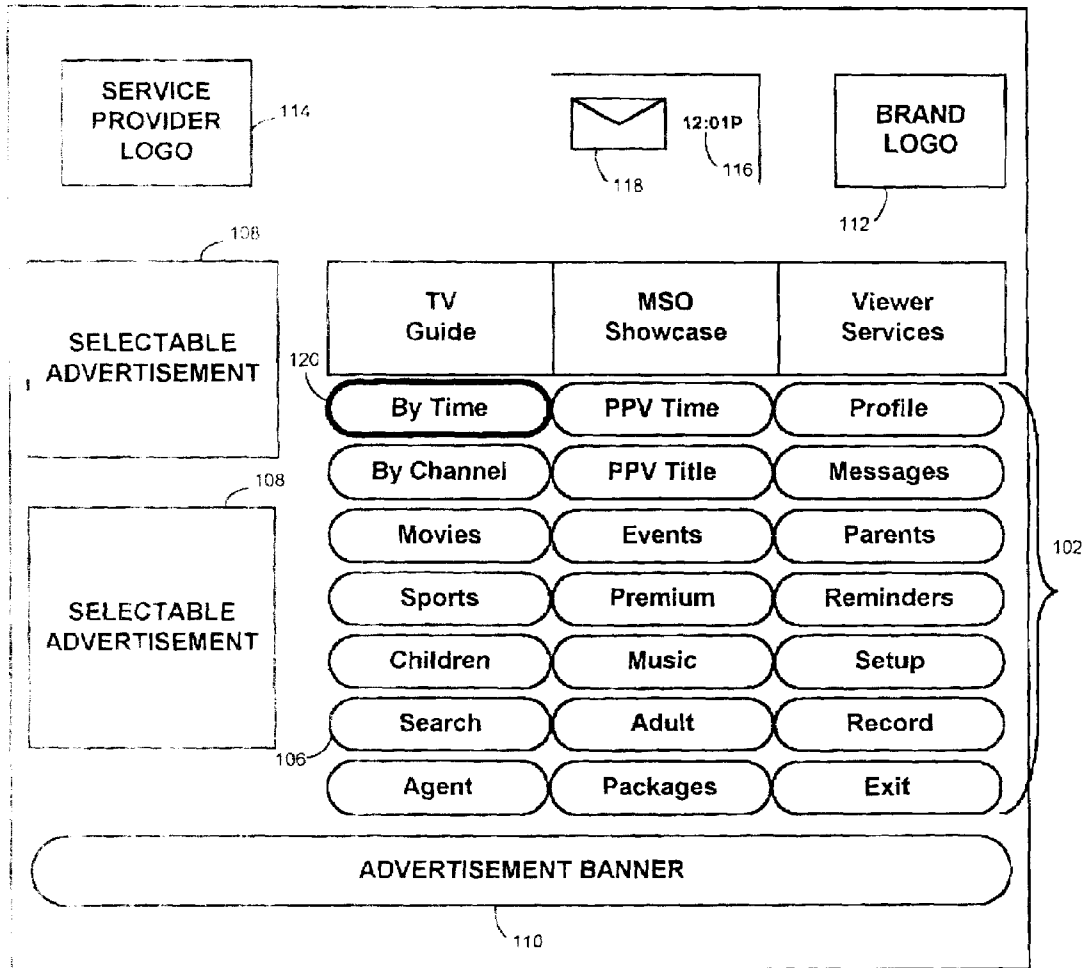 SERVICE
PROVIDER
LOGO
114
12:01P
118
116
BRAND
LOGO
112
108
SELECTABLE
ADVERTISEMENT
TV
Guide
MSO
Showcase
Viewer
Services
120
By Time
PPV Time
Profile
By Channel
PPV Title
Messages
108
SELECTABLE
ADVERTISEMENT
Movies
Events
Parents
102
Sports
Premium
Reminders
Children
Music
Setup
Search
Adult
Record
106
Agent
Packages
Exit
ADVERTISEMENT BANNER
110